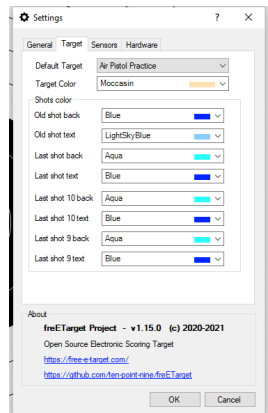 Settings ? ×
General Target Sensors Hardware
Default Target Air Pistol Practice
Target Color Moccasin
Shots color
Old shot back Blue
Old shot text LightSkyBlue
Last shot back Aqua
Last shot text Blue
Last shot 10 back Aqua
Last shot 10 text Blue
Last shot 9 back Aqua
Last shot 9 text Blue
About
freETarget Project - v1.15.0 (c) 2020-2021
Open Source Electronic Scoring Target
https://free-e-target.com/
https://github.com/ten-point-nine/freETarget
OK Cancel